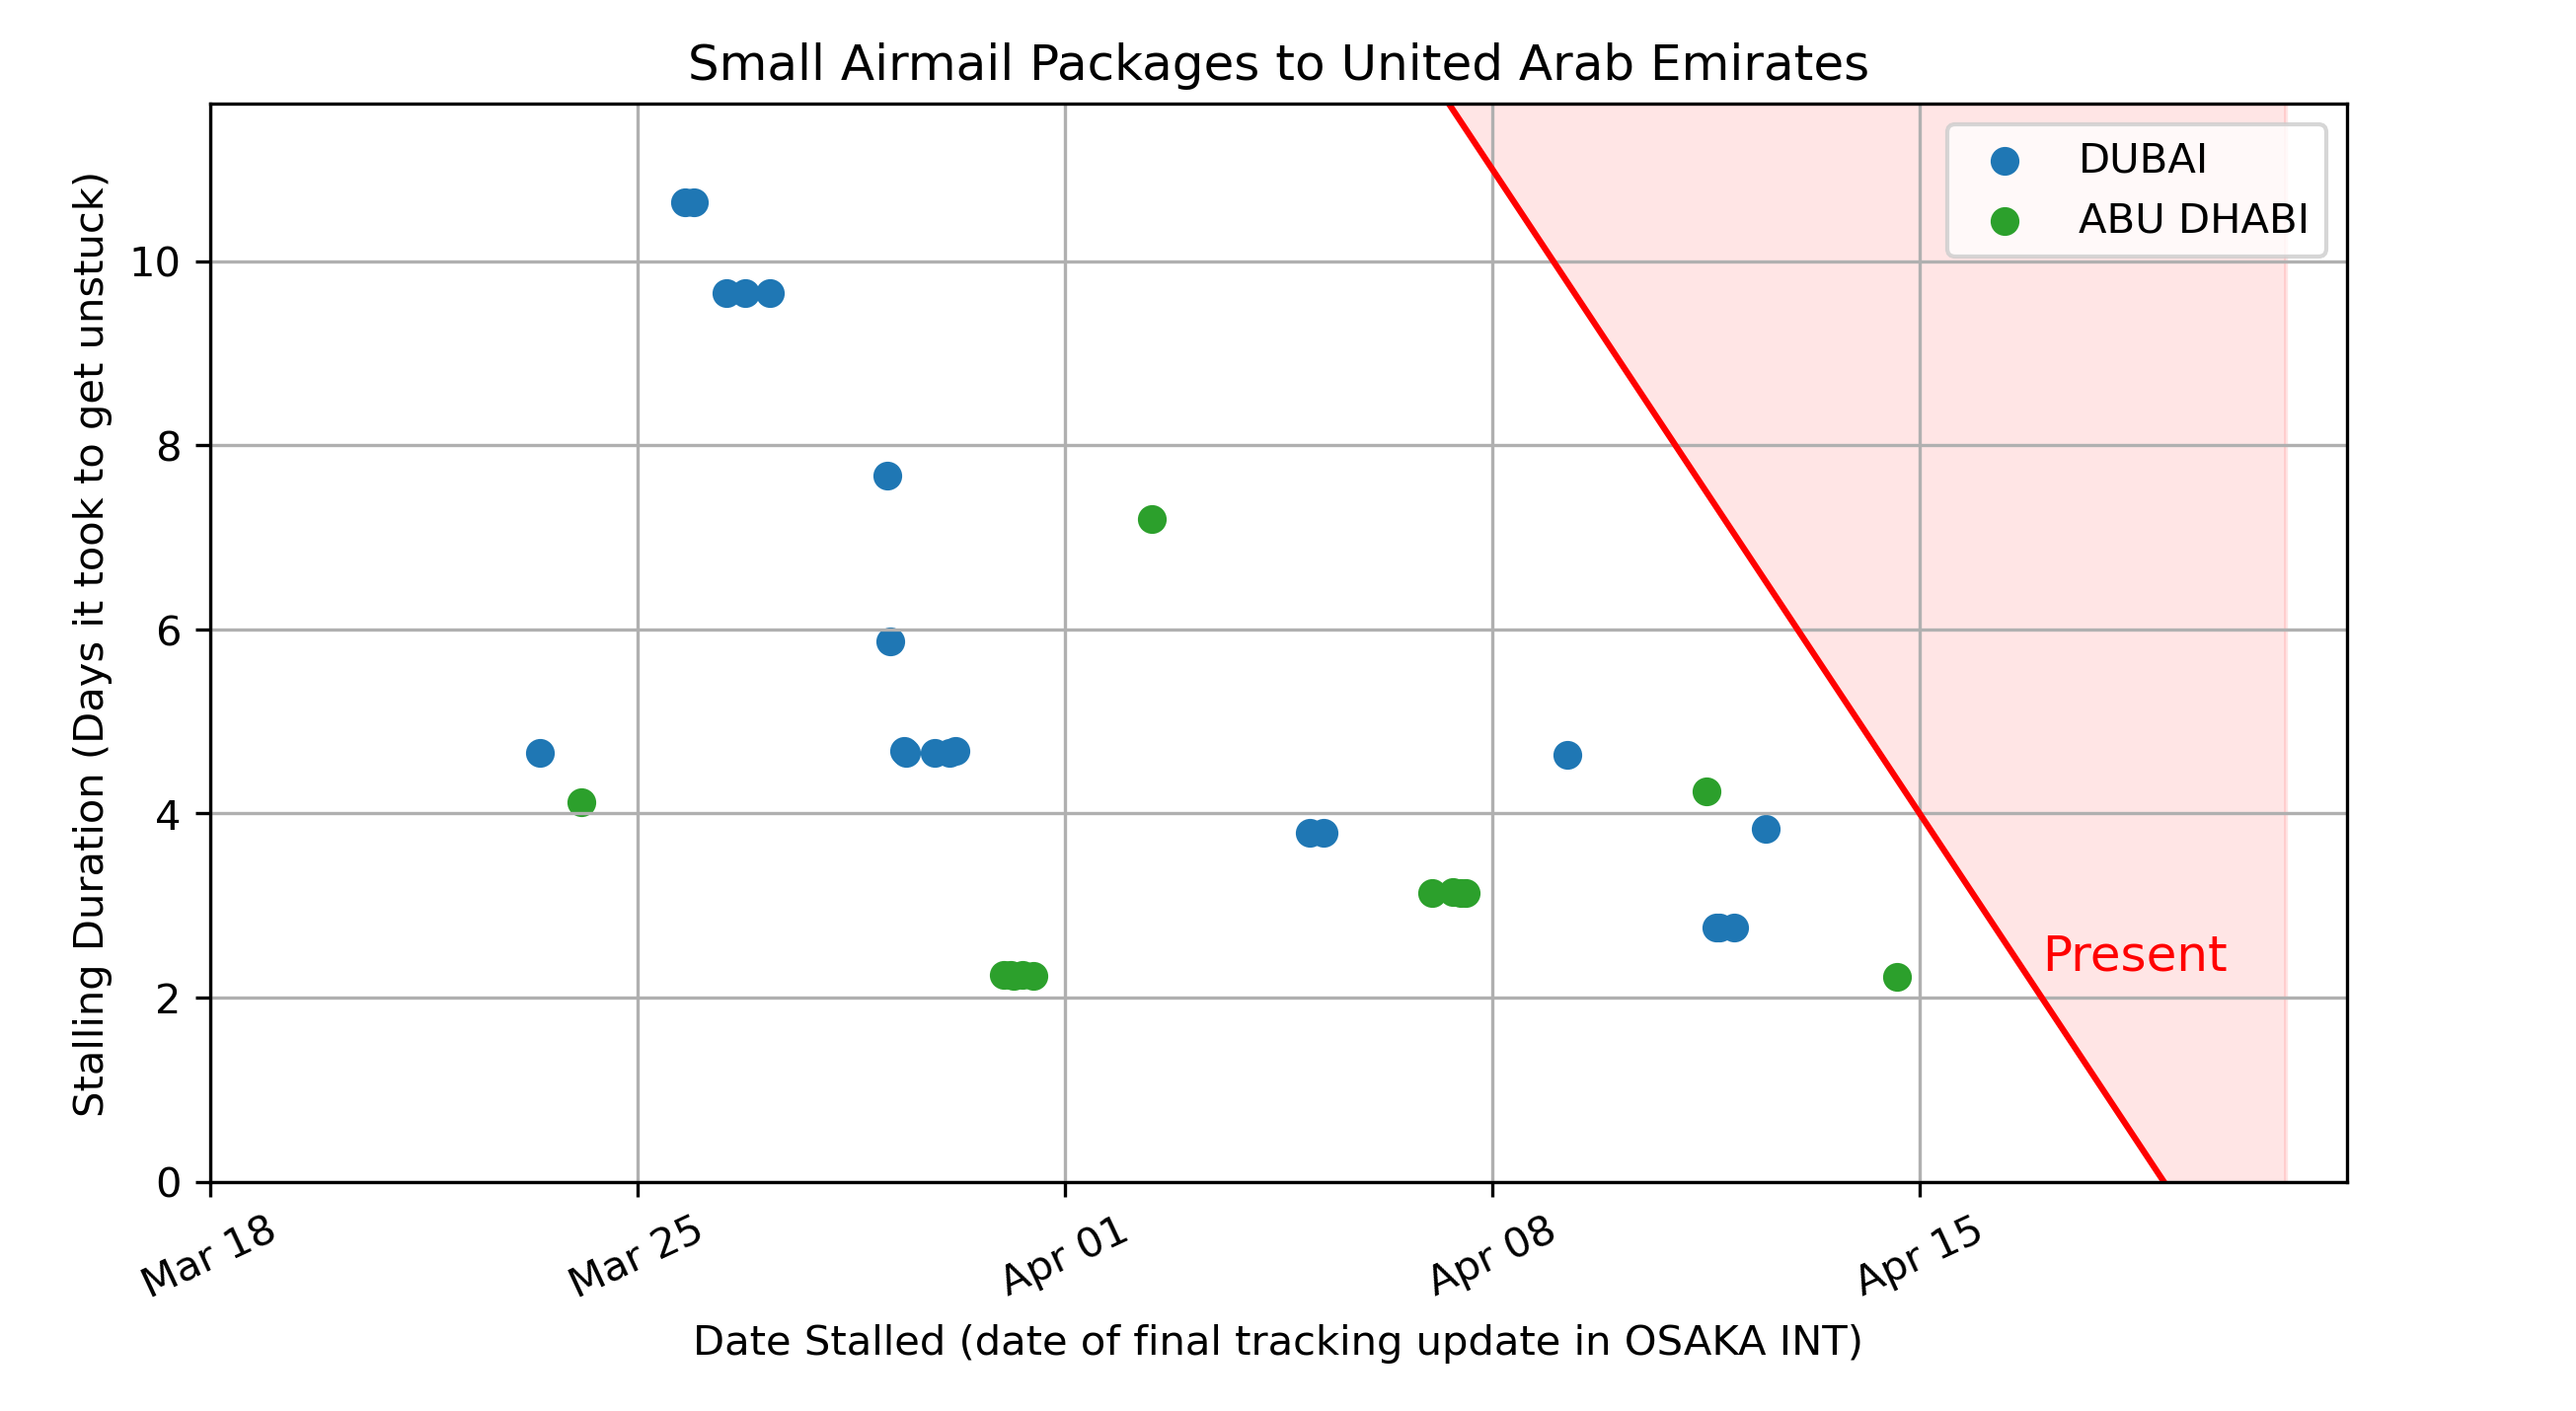 Small Airmail Packages to United Arab Emirates
DUBAI
ABU DHABI
Stalling Duration (Days it took to get unstuck)
10
8
6
4
2
0
Present
Mar 18
Mar 25
Apr 01
Apr 08
Apr 15
Date Stalled (date of final tracking update in OSAKA INT)